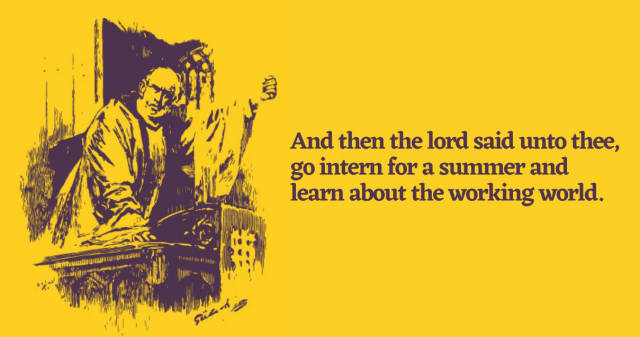 And then the lord said unto thee,
go intern for a summer and
learn about the working world.